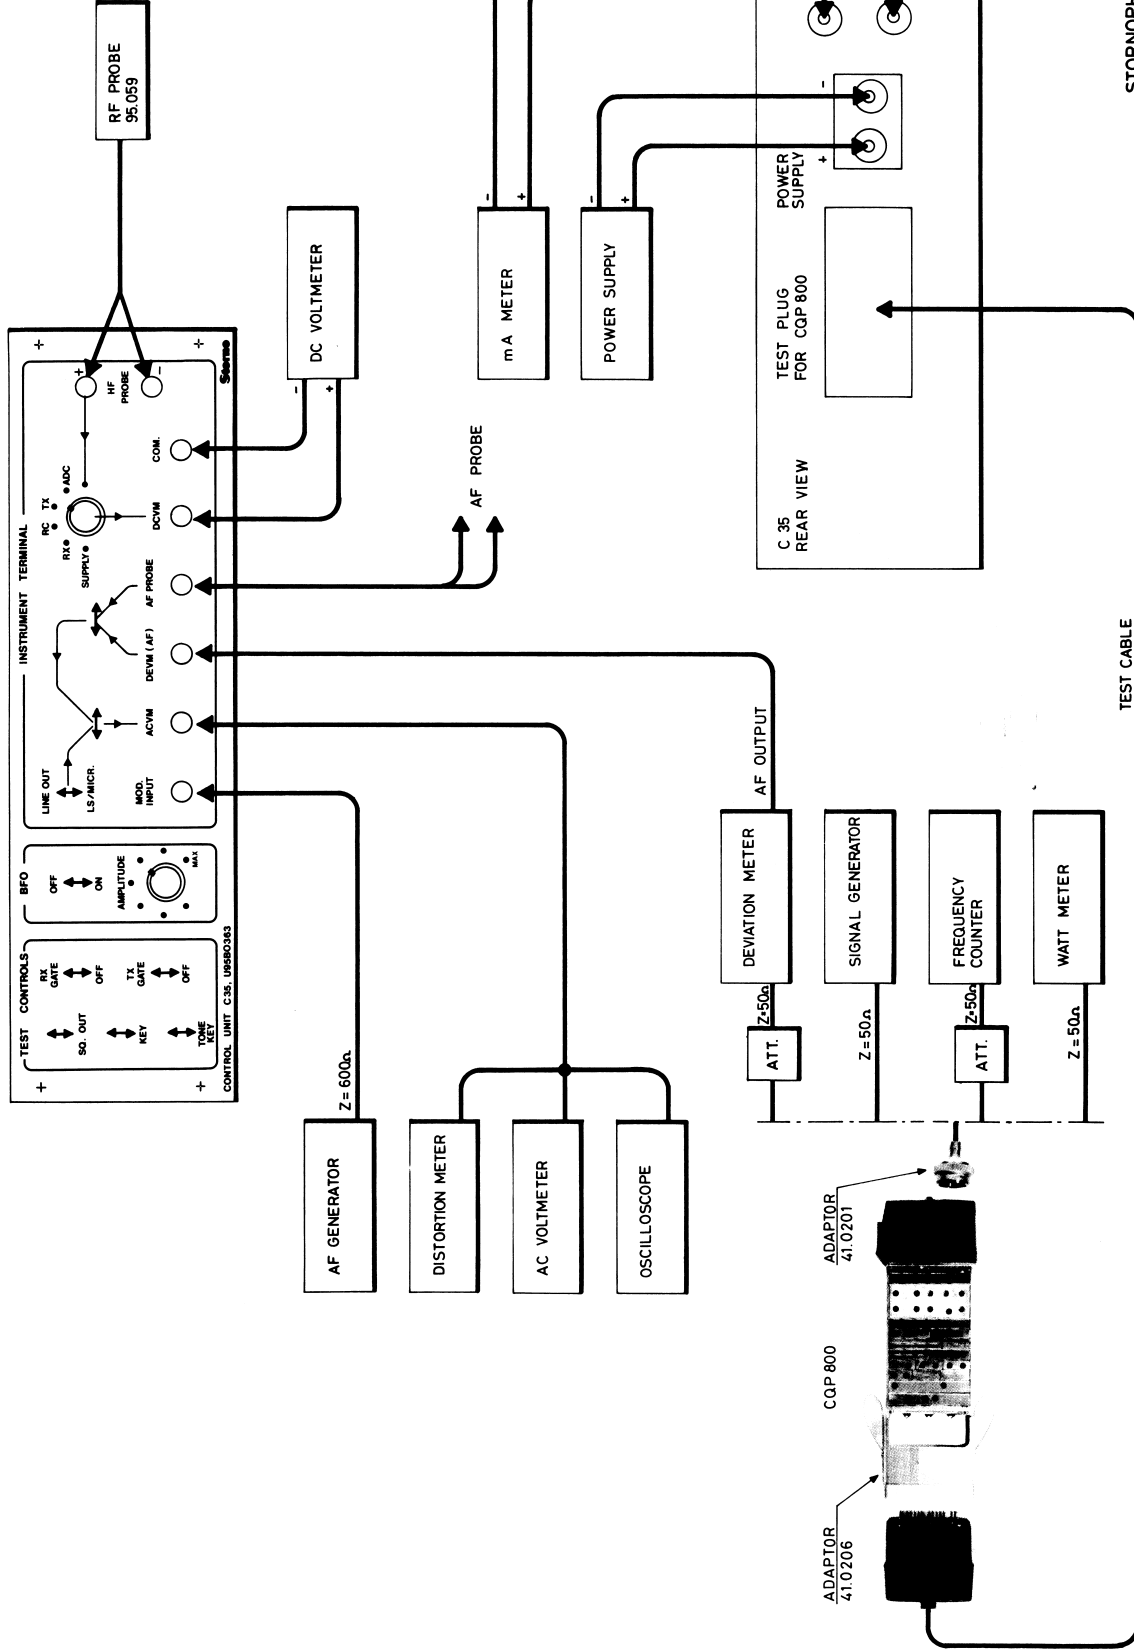 TEST CONTROLS
SQ. OUT
KEY
TONE
KEY
RX
GATE
OFF
TX
GATE
OFF
BFO
OFF
ON
AMPLITUDE
MAX
INSTRUMENT TERMINAL
LINE OUT
LS/MICR.
MOD.
INPUT
ACVM
DEVM (AF)
AF PROBE
SUPPLY
RX
RC
TX
ADC
DCVM
COM.
+
HF
PROBE
-
CONTROL UNIT C35, U95B0363
Storno
RF PROBE
95.059
DC VOLTMETER
-
+
AF PROBE
mA METER
-
+
POWER SUPPLY
-
+
C 35
REAR VIEW
TEST PLUG
FOR CQP 800
POWER
SUPPLY
+
-
AF GENERATOR
Z = 600Ω
DISTORTION METER
AC VOLTMETER
OSCILLOSCOPE
AF OUTPUT
DEVIATION METER
Z=50Ω
ATT.
SIGNAL GENERATOR
Z = 50Ω
FREQUENCY
COUNTER
Z=50Ω
ATT.
WATT METER
Z = 50Ω
ADAPTOR
41.0201
CQP 800
ADAPTOR
41.0206
TEST CABLE